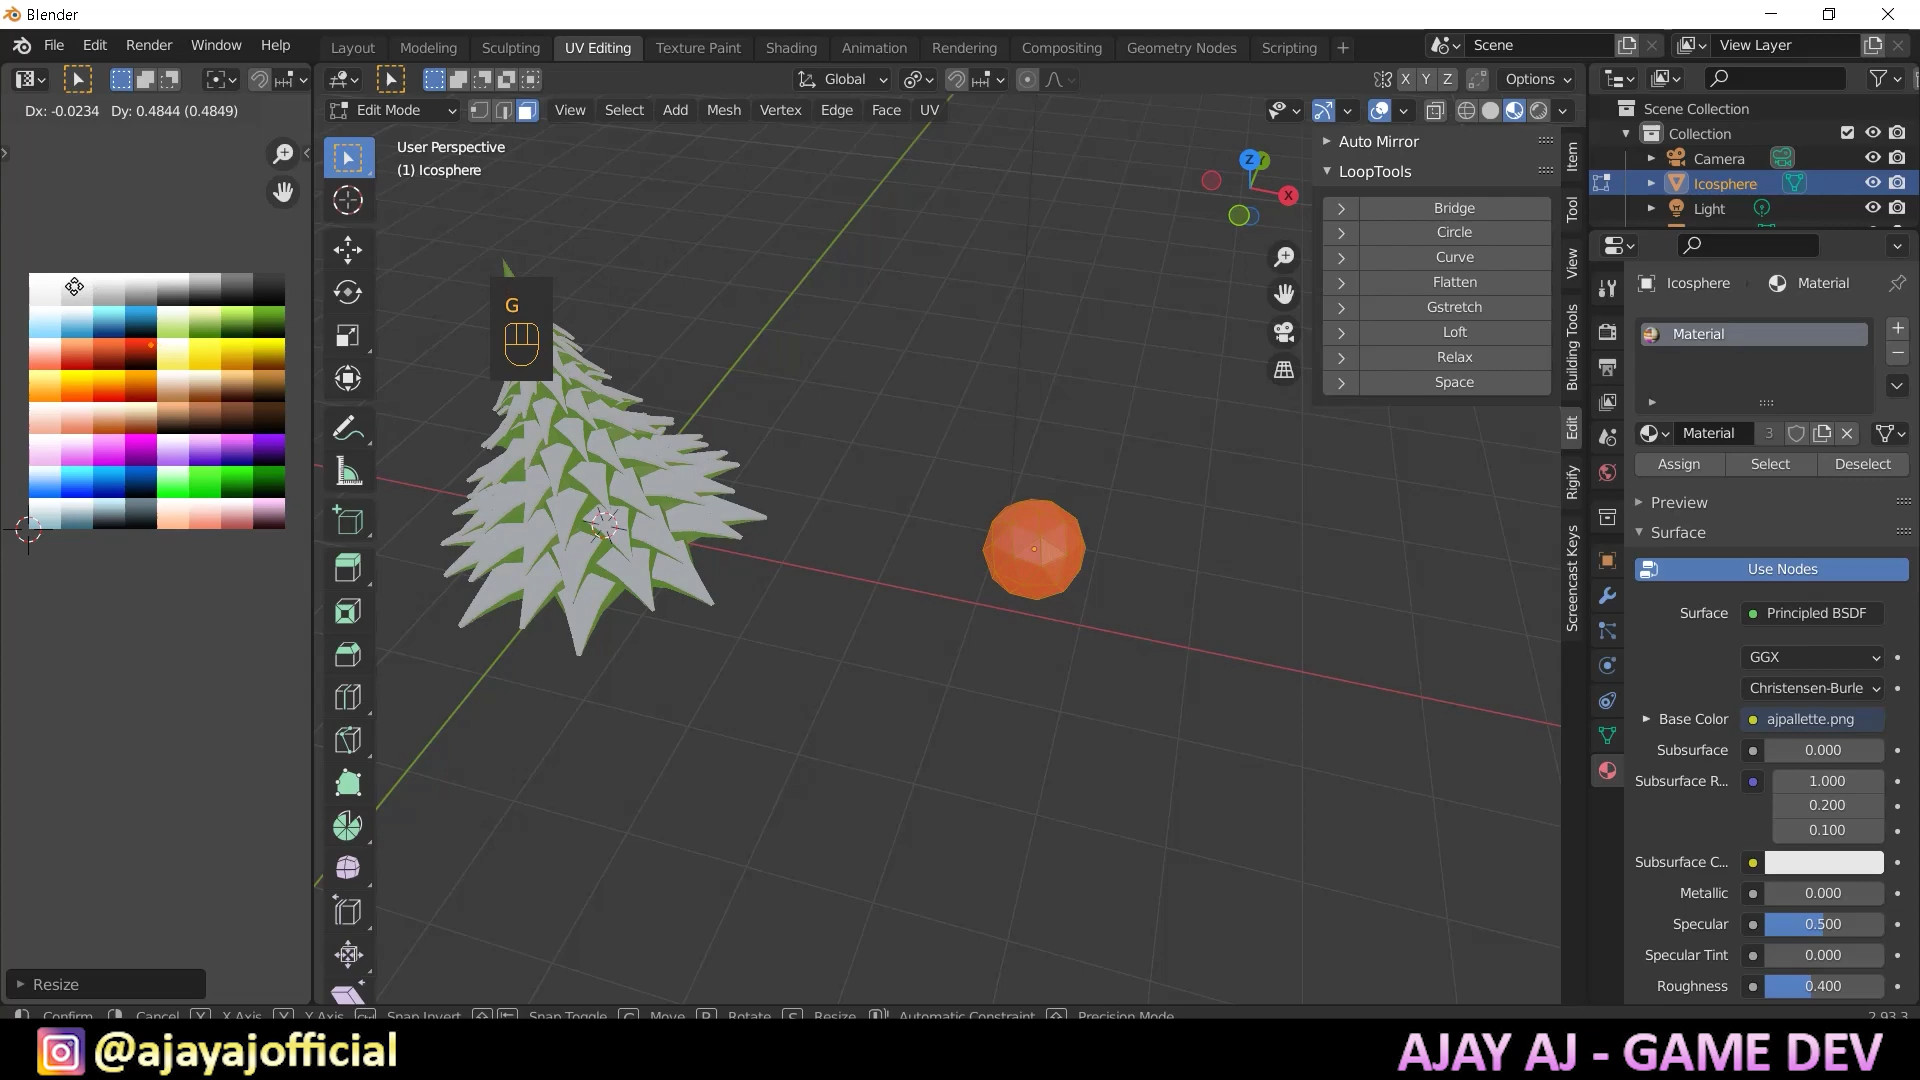 Blender
File Edit Render Window Help
Layout Modeling Sculpting UV Editing Texture Paint Shading Animation Rendering Compositing Geometry Nodes Scripting +
Scene
View Layer
Global
X Y Z
Options
Dx: -0.0234 Dy: 0.4844 (0.4849)
Edit Mode View Select Add Mesh Vertex Edge Face UV
User Perspective
(1) Icosphere
G
Z
Y
X
Auto Mirror
LoopTools
Bridge
Circle
Curve
Flatten
Gstretch
Loft
Relax
Space
Item
Tool
View
Building Tools
Edit
Rigify
Screencast Keys
Scene Collection
Collection
Camera
Icosphere
Light
Icosphere Material
Material
Material 3
Assign Select Deselect
Preview
Surface
Use Nodes
Surface Principled BSDF
GGX
Christensen-Burle
Base Color ajpallette.png
Subsurface 0.000
Subsurface R... 1.000
0.200
0.100
Subsurface C...
Metallic 0.000
Specular 0.500
Specular Tint 0.000
Roughness 0.400
Resize
Confirm Cancel X X Axis Y Y Axis Snap Invert Snap Toggle G Move R Rotate S Resize Automatic Constraint Precision Mode
2.93.3
@ajayajofficial
AJAY AJ - GAME DEV